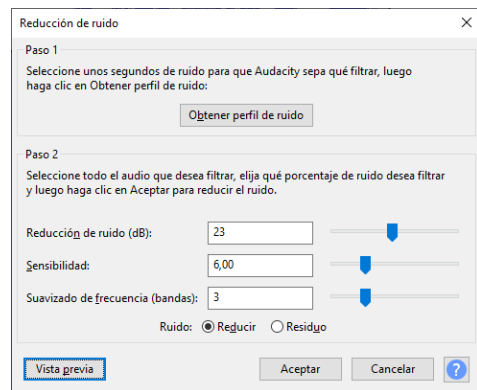 Reducción de ruido
Paso 1
Seleccione unos segundos de ruido para que Audacity sepa qué filtrar, luego
haga clic en Obtener perfil de ruido:
Obtener perfil de ruido
Paso 2
Seleccione todo el audio que desea filtrar, elija qué porcentaje de ruido desea filtrar
y luego haga clic en Aceptar para reducir el ruido.
Reducción de ruido (dB): 23
Sensibilidad: 6,00
Suavizado de frecuencia (bandas): 3
Ruido: Reducir Residuo
Vista previa Aceptar Cancelar ?